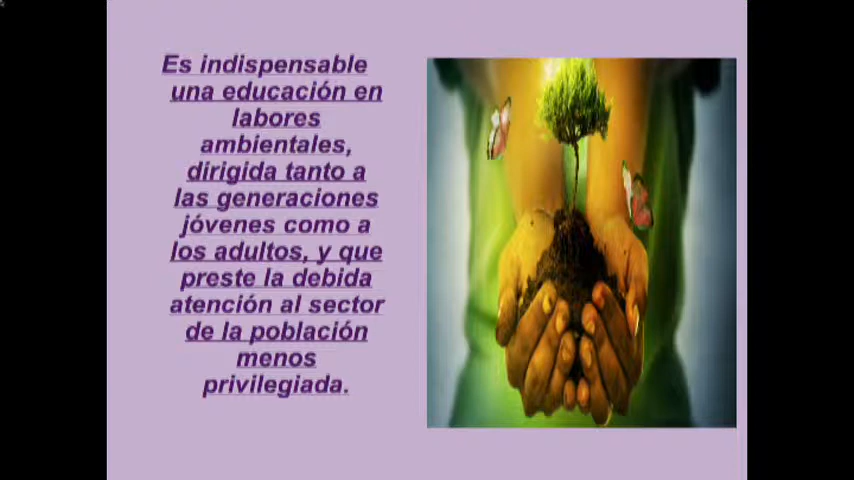 Es indispensable
una educación en
labores
ambientales,
dirigida tanto a
las generaciones
jóvenes como a
los adultos, y que
preste la debida
atención al sector
de la población
menos
privilegiada.